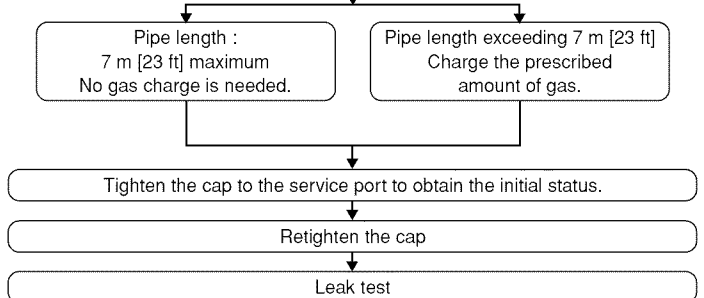 Pipe length :
7 m [23 ft] maximum
No gas charge is needed.
Pipe length exceeding 7 m [23 ft]
Charge the prescribed
amount of gas.
Tighten the cap to the service port to obtain the initial status.
Retighten the cap
Leak test